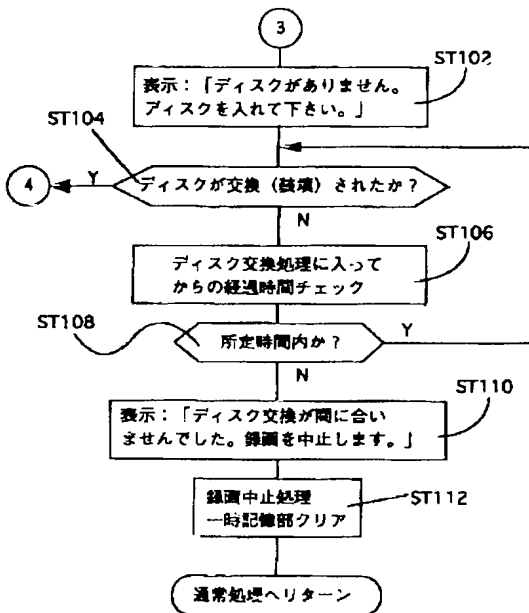 3
ST102
表示：「ディスクがありません。
ディスクを入れて下さい。」
ST104
4
Y
ディスクが交換（装填）されたか？
N
ST106
ディスク交換処理に入って
からの経過時間チェック
ST108
所定時間内か？
Y
N
ST110
表示：「ディスク交換が間に合い
ませんでした。録画を中止します。」
録画中止処理
一時記憶部クリア
ST112
通常処理へリターン